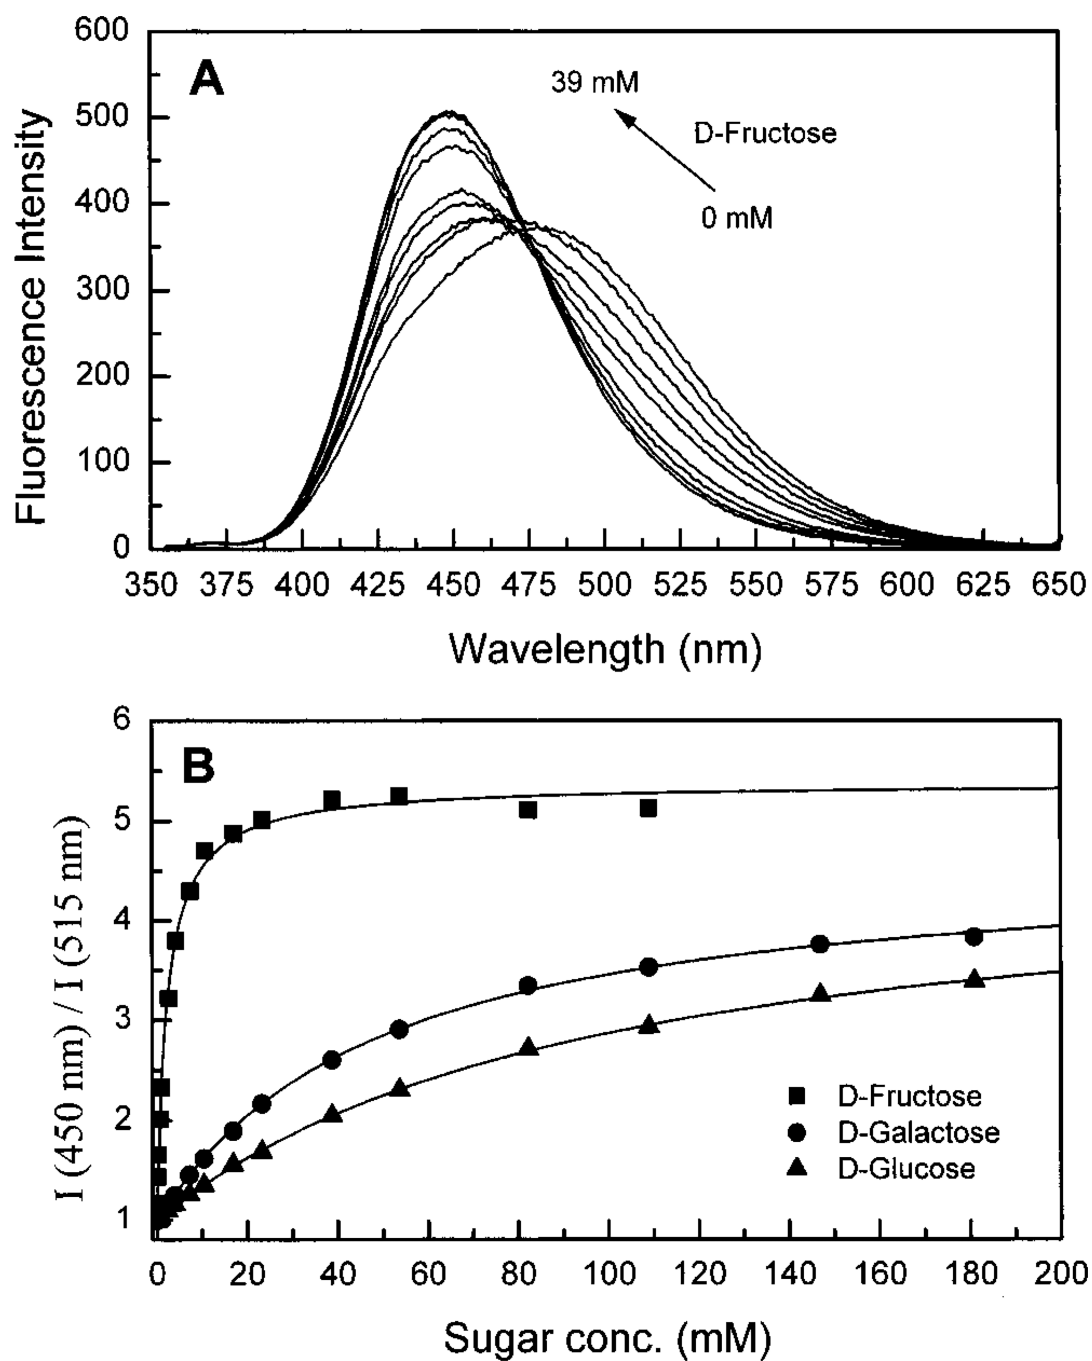 600
500
400
300
200
100
0
Fluorescence Intensity
A
39 mM
D-Fructose
0 mM
350 375 400 425 450 475 500 525 550 575 600 625 650
Wavelength (nm)
6
5
4
3
2
1
I (450 nm) / I (515 nm)
B
D-Fructose
D-Galactose
D-Glucose
0 20 40 60 80 100 120 140 160 180 200
Sugar conc. (mM)